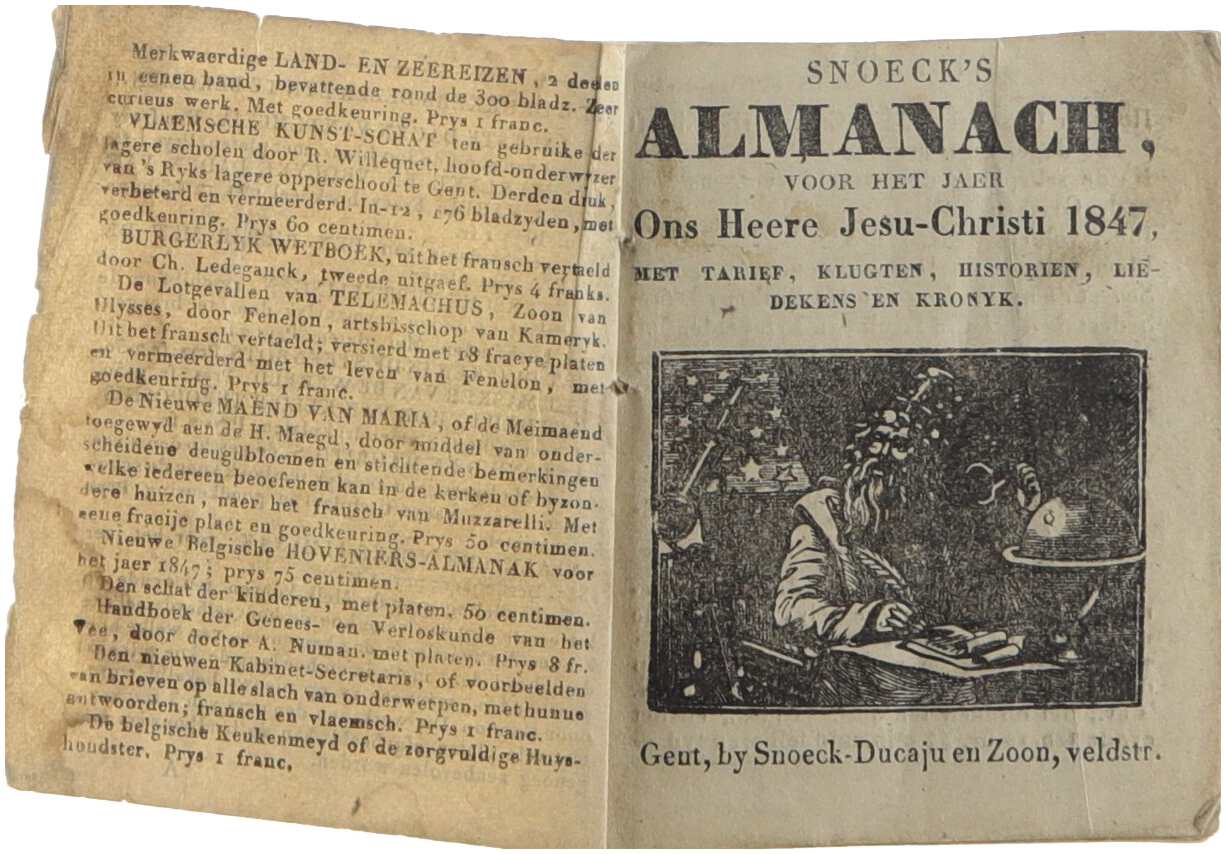 Merkwaerdige LAND- EN ZEEREIZEN, 2 deelen
in eenen band, bevattende rond de 300 bladz. Zeer
curieus werk. Met goedkeuring. Prys 1 franc.
VLAEMSCHE KUNST-SCHAT ten gebruike der
lagere scholen door R. Willequet, hoofd-onderwyzer
van 's Ryks lagere opperschool te Gent. Derden druk,
verbeterd en vermeerderd. In-12, 176 bladzyden, met
goedkeuring. Prys 60 centimen.
BURGERLYK WETBOEK, uit het fransch vertaeld
door Ch. Ledeganck, tweede uitgaef. Prys 4 franks.
De Lotgevallen van TELEMACHUS, Zoon van
Ulysses, door Fenelon, artsbisschop van Kameryk.
Uit het fransch vertaeld; versierd met 18 fraeye platen
en vermeerderd met het leven van Fenelon, met
goedkeuring. Prys 1 franc.
De Nieuwe MAEND VAN MARIA, of de Meimaend
toegewyd aen de H. Maegd, door middel van onder-
scheidene deugdbloemen en stichtende bemerkingen
welke iedereen beoefenen kan in de kerken of byzon-
dere huizen, naer het fransch van Muzzarelli. Met
eene fraeije plaet en goedkeuring. Prys 50 centimen.
Nieuwe Belgische HOVENIERS-ALMANAK voor
het jaer 1847; prys 75 centimen.
Den schat der kinderen, met platen. 50 centimen.
Handboek der Genees- en Verloskunde van het
Vee, door doctor A. Numan. met platen. Prys 8 fr.
Den nieuwen Kabinet-Secretaris, of voorbeelden
van brieven op alle slach van onderwerpen, met hunne
antwoorden; fransch en vlaemsch. Prys 1 franc.
De belgische Keukenmeyd of de zorgvuldige Huys-
houdster. Prys 1 franc.
SNOECK'S
ALMANACH,
VOOR HET JAER
Ons Heere Jesu-Christi 1847,
MET TARIEF, KLUGTEN, HISTORIEN, LIE-
DEKENS EN KRONYK.
Gent, by Snoeck-Ducaju en Zoon, veldstr.